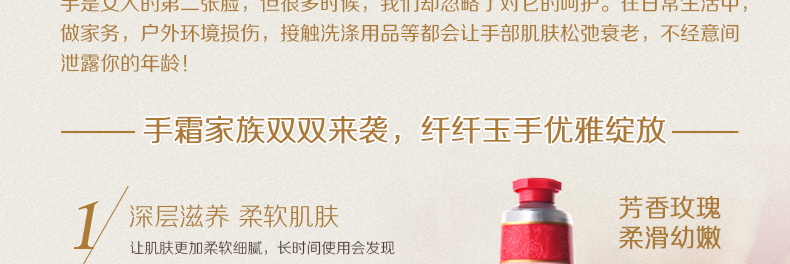 手是女人的第二张脸，但很多时候，我们却忽略了对它的呵护。在日常生活中，
做家务，户外环境损伤，接触洗涤用品等都会让手部肌肤松弛衰老，不经意间
泄露你的年龄！
手霜家族双双来袭，纤纤玉手优雅绽放
1
深层滋养 柔软肌肤
让肌肤更加柔软细腻，长时间使用会发现
芳香玫瑰
柔滑幼嫩